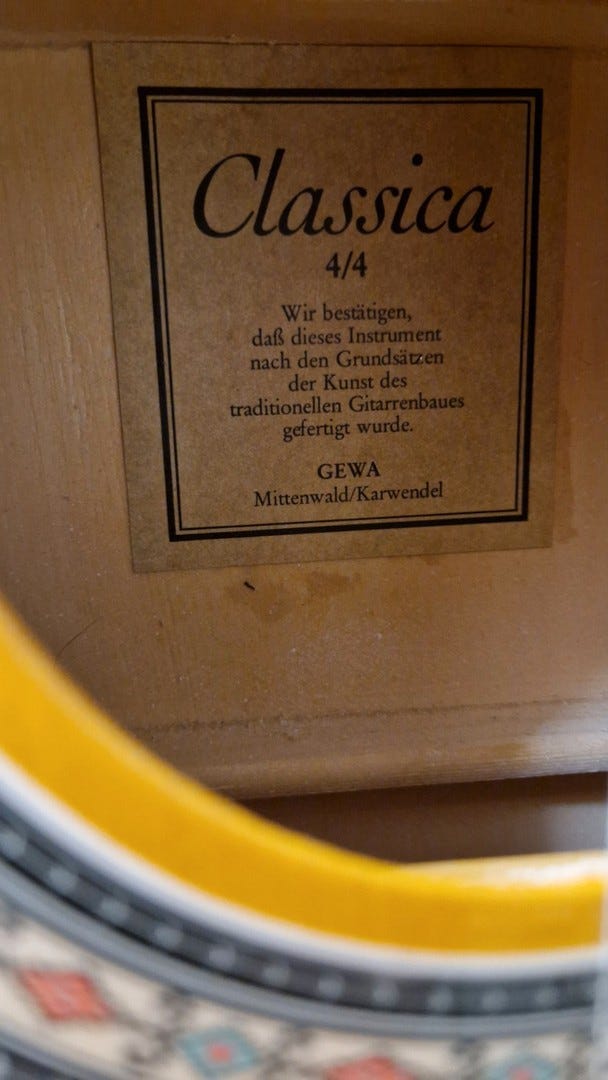 Classica
4/4
Wir bestätigen,
daß dieses Instrument
nach den Grundsätzen
der Kunst des
traditionellen Gitarrenbaues
gefertigt wurde.
GEWA
Mittenwald/Karwendel